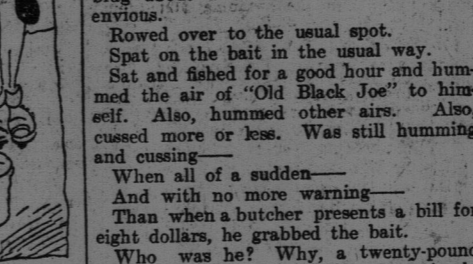 envious.
Rowed over to the usual spot.
Spat on the bait in the usual way.
Sat and fished for a good hour and hum-
med the air of "Old Black Joe" to him-
self. Also, hummed other airs. Also,
cussed more or less. Was still humming
and cussing—
When all of a sudden—
And with no more warning—
Than when a butcher presents a bill for
eight dollars, he grabbed the bait.
Who was he? Why, a twenty-pound